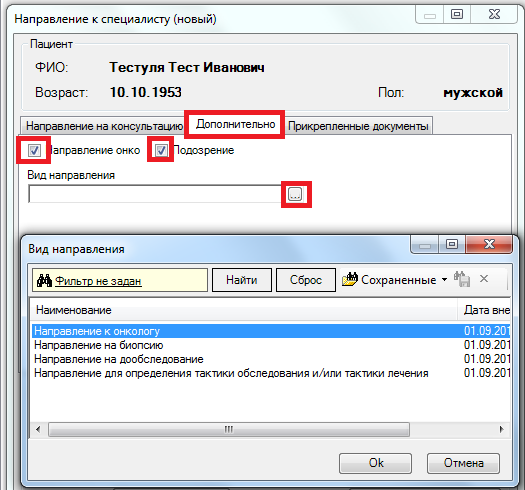 Направление к специалисту (новый)
Пациент
ФИО: Тестуля Тест Иванович
Возраст: 10.10.1953 Пол: мужской
Направление на консультацию Дополнительно Прикрепленные документы
Направление онко Подозрение
Вид направления
...
Вид направления
Фильтр не задан Найти Сброс Сохраненные
Наименование Дата вне
Направление к онкологу 01.09.201
Направление на биопсию 01.09.201
Направление на дообследование 01.09.201
Направление для определения тактики обследования и/или тактики лечения 01.09.201
Ok Отмена